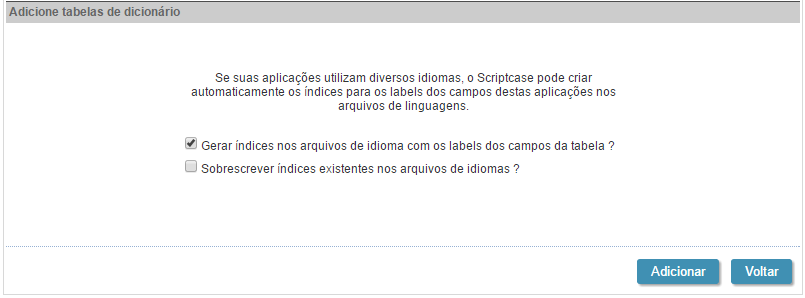 Adicione tabelas de dicionário
Se suas aplicações utilizam diversos idiomas, o Scriptcase pode criar
automaticamente os índices para os labels dos campos destas aplicações nos
arquivos de linguagens.
Gerar índices nos arquivos de idioma com os labels dos campos da tabela ?
Sobrescrever índices existentes nos arquivos de idiomas ?
Adicionar Voltar